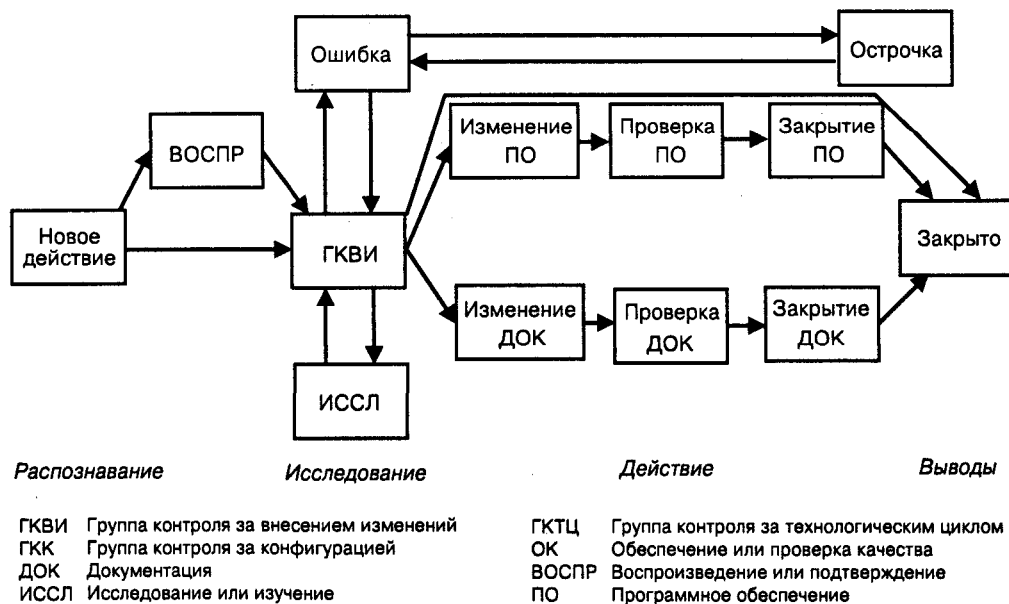 Ошибка
Острочка
ВОСПР
Изменение
ПО
Проверка
ПО
Закрытие
ПО
Новое
действие
ГКВИ
Закрыто
Изменение
ДОК
Проверка
ДОК
Закрытие
ДОК
ИССЛ
Распознавание
Исследование
Действие
Выводы
ГКВИ Группа контроля за внесением изменений
ГКК Группа контроля за конфигурацией
ДОК Документация
ИССЛ Исследование или изучение
ГКТЦ Группа контроля за технологическим циклом
ОК Обеспечение или проверка качества
ВОСПР Воспроизведение или подтверждение
ПО Программное обеспечение